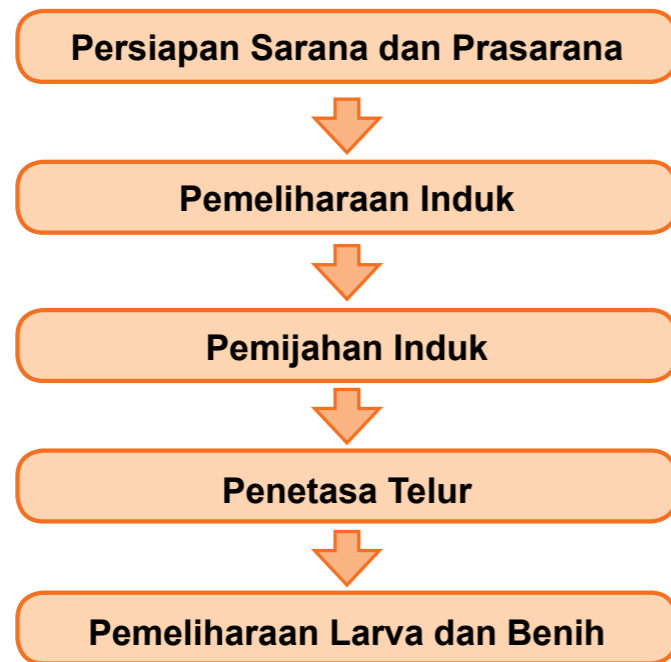 Persiapan Sarana dan Prasarana
Pemeliharaan Induk
Pemijahan Induk
Penetasa Telur
Pemeliharaan Larva dan Benih